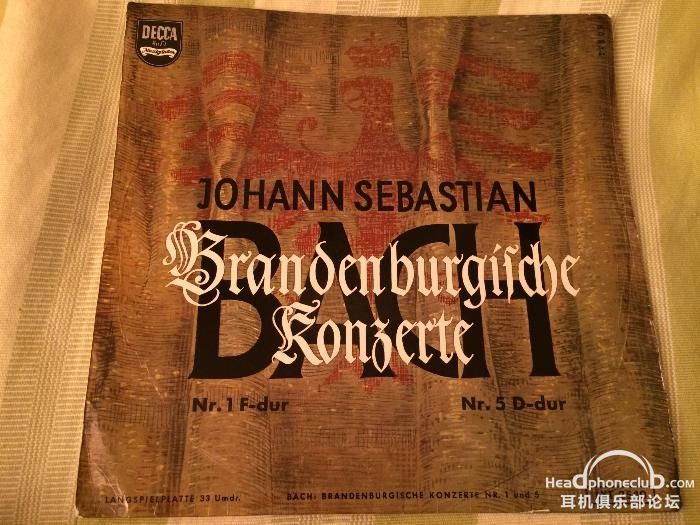 DECCA
JOHANN SEBASTIAN
BACH
Brandenburgiſche
Konzerte
Nr. 1 F-dur
Nr. 5 D-dur
LANGSPIELPLATTE 33 Umdr.
BACH: BRANDENBURGISCHE KONZERTE NR. 1 und 5
HeadphonecluB.Com
耳机俱乐部论坛